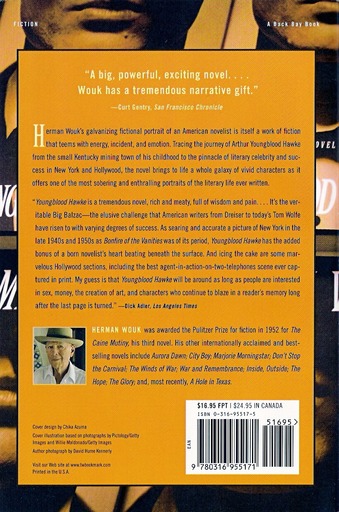 FICTION
A Back Bay Book
“A big, powerful, exciting novel. . . .
Wouk has a tremendous narrative gift.”
—Curt Gentry, San Francisco Chronicle
Herman Wouk's galvanizing fictional portrait of an American novelist is itself a work of fiction
that teems with energy, incident, and emotion. Tracing the journey of Arthur Youngblood Hawke
from the small Kentucky mining town of his childhood to the pinnacle of literary celebrity and suc-
cess in New York and Hollywood, the novel brings to life a whole galaxy of vivid characters as it
offers one of the most sobering and enthralling portraits of the literary life ever written.
“Youngblood Hawke is a tremendous novel, rich and meaty, full of wisdom and pain. . . . It's the ver-
itable Big Balzac—the elusive challenge that American writers from Dreiser to today's Tom Wolfe
have risen to with varying degrees of success. As searing and accurate a picture of New York in the
late 1940s and 1950s as Bonfire of the Vanities was of its period, Youngblood Hawke has the added
bonus of a born novelist's heart beating beneath the surface. And icing the cake are some mar-
velous Hollywood sections, including the best agent-in-action-on-two-telephones scene ever cap-
tured in print. My guess is that Youngblood Hawke will be around as long as people are interested
in sex, money, the creation of art, and characters who continue to blaze in a reader's memory long
after the last page is turned.” —Dick Adler, Los Angeles Times
HERMAN WOUK was awarded the Pulitzer Prize for fiction in 1952 for The
Caine Mutiny, his third novel. His other internationally acclaimed and best-
selling novels include Aurora Dawn; City Boy; Marjorie Morningstar; Don't Stop
the Carnival; The Winds of War; War and Remembrance; Inside, Outside; The
Hope; The Glory; and, most recently, A Hole in Texas.
Cover design by Chika Azuma
Cover illustration based on photographs by Pictology/Getty
Images and Willie Maldonado/Getty Images
Author photograph by David Hume Kennerly
Visit our Web site at www.twbookmark.com
Printed in the U.S.A.
$16.95 FPT | $24.95 IN CANADA
ISBN 0-316-95517-5
51695>
EAN
9 780316 955171
OVEL